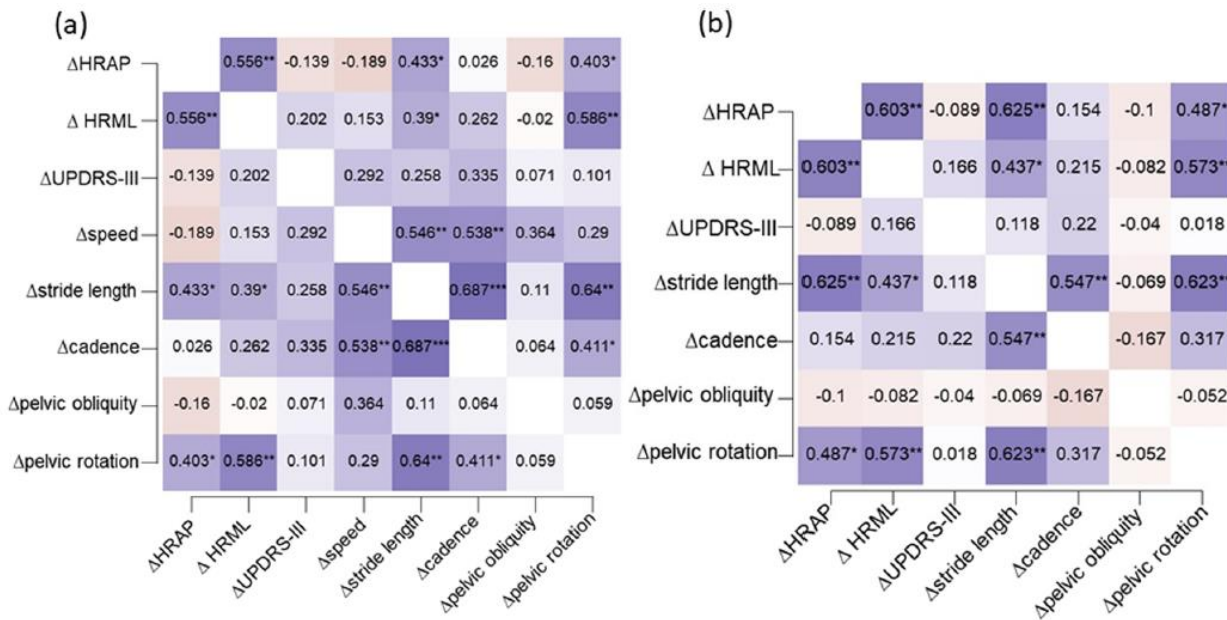 (a)
ΔHRAP 0.556** -0.139 -0.189 0.433* 0.026 -0.16 0.403*
Δ HRML 0.556** 0.202 0.153 0.39* 0.262 -0.02 0.586**
ΔUPDRS-III -0.139 0.202 0.292 0.258 0.335 0.071 0.101
Δspeed -0.189 0.153 0.292 0.546** 0.538** 0.364 0.29
Δstride length 0.433* 0.39* 0.258 0.546** 0.687*** 0.11 0.64**
Δcadence 0.026 0.262 0.335 0.538** 0.687*** 0.064 0.411*
Δpelvic obliquity -0.16 -0.02 0.071 0.364 0.11 0.064 0.059
Δpelvic rotation 0.403* 0.586** 0.101 0.29 0.64** 0.411* 0.059
ΔHRAP
Δ HRML
ΔUPDRS-III
Δspeed
Δstride length
Δcadence
Δpelvic obliquity
Δpelvic rotation
(b)
ΔHRAP 0.603** -0.089 0.625** 0.154 -0.1 0.487*
Δ HRML 0.603** 0.166 0.437* 0.215 -0.082 0.573**
ΔUPDRS-III -0.089 0.166 0.118 0.22 -0.04 0.018
Δstride length 0.625** 0.437* 0.118 0.547** -0.069 0.623**
Δcadence 0.154 0.215 0.22 0.547** -0.167 0.317
Δpelvic obliquity -0.1 -0.082 -0.04 -0.069 -0.167 -0.052
Δpelvic rotation 0.487* 0.573** 0.018 0.623** 0.317 -0.052
ΔHRAP
Δ HRML
ΔUPDRS-III
Δstride length
Δcadence
Δpelvic obliquity
Δpelvic rotation